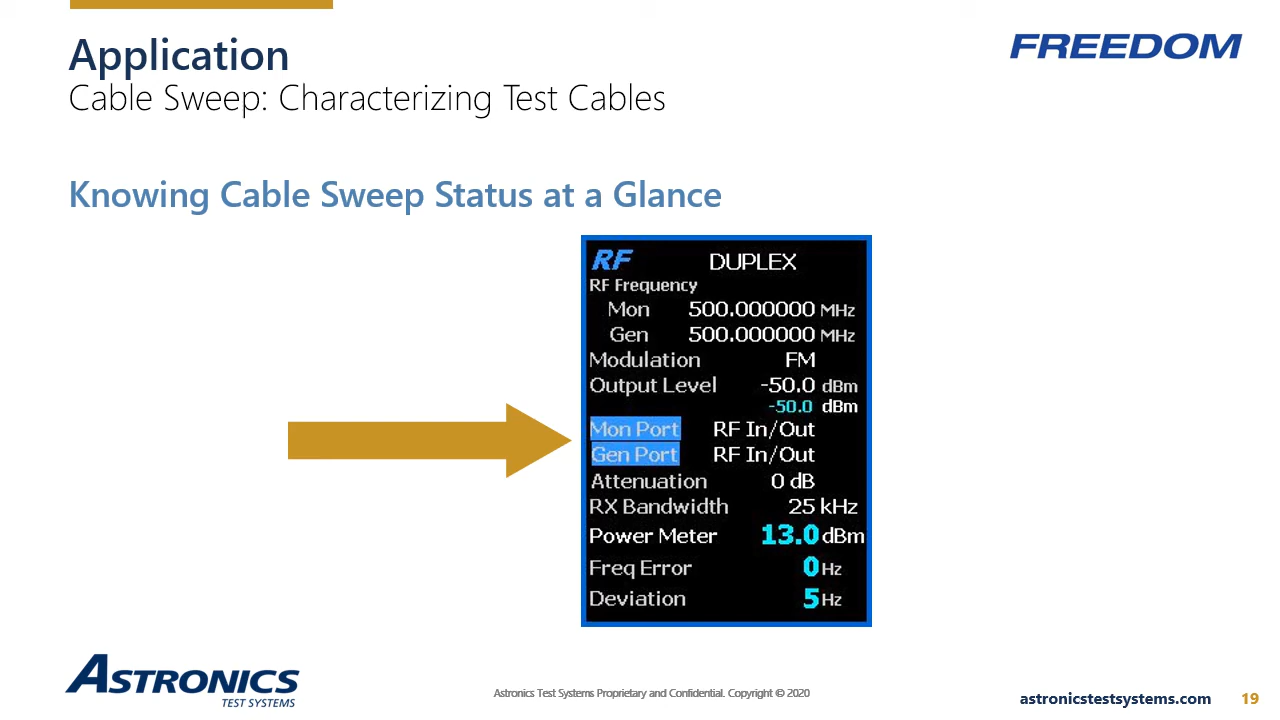 Application
FREEDOM
Cable Sweep: Characterizing Test Cables
Knowing Cable Sweep Status at a Glance
RF DUPLEX
RF Frequency
Mon 500.000000 MHz
Gen 500.000000 MHz
Modulation FM
Output Level -50.0 dBm
-50.0 dBm
Mon Port RF In/Out
Gen Port RF In/Out
Attenuation 0 dB
RX Bandwidth 25 kHz
Power Meter 13.0 dBm
Freq Error 0 Hz
Deviation 5 Hz
ASTRONICS
TEST SYSTEMS
Astronics Test Systems Proprietary and Confidential. Copyright © 2020
astronicstestsystems.com 19